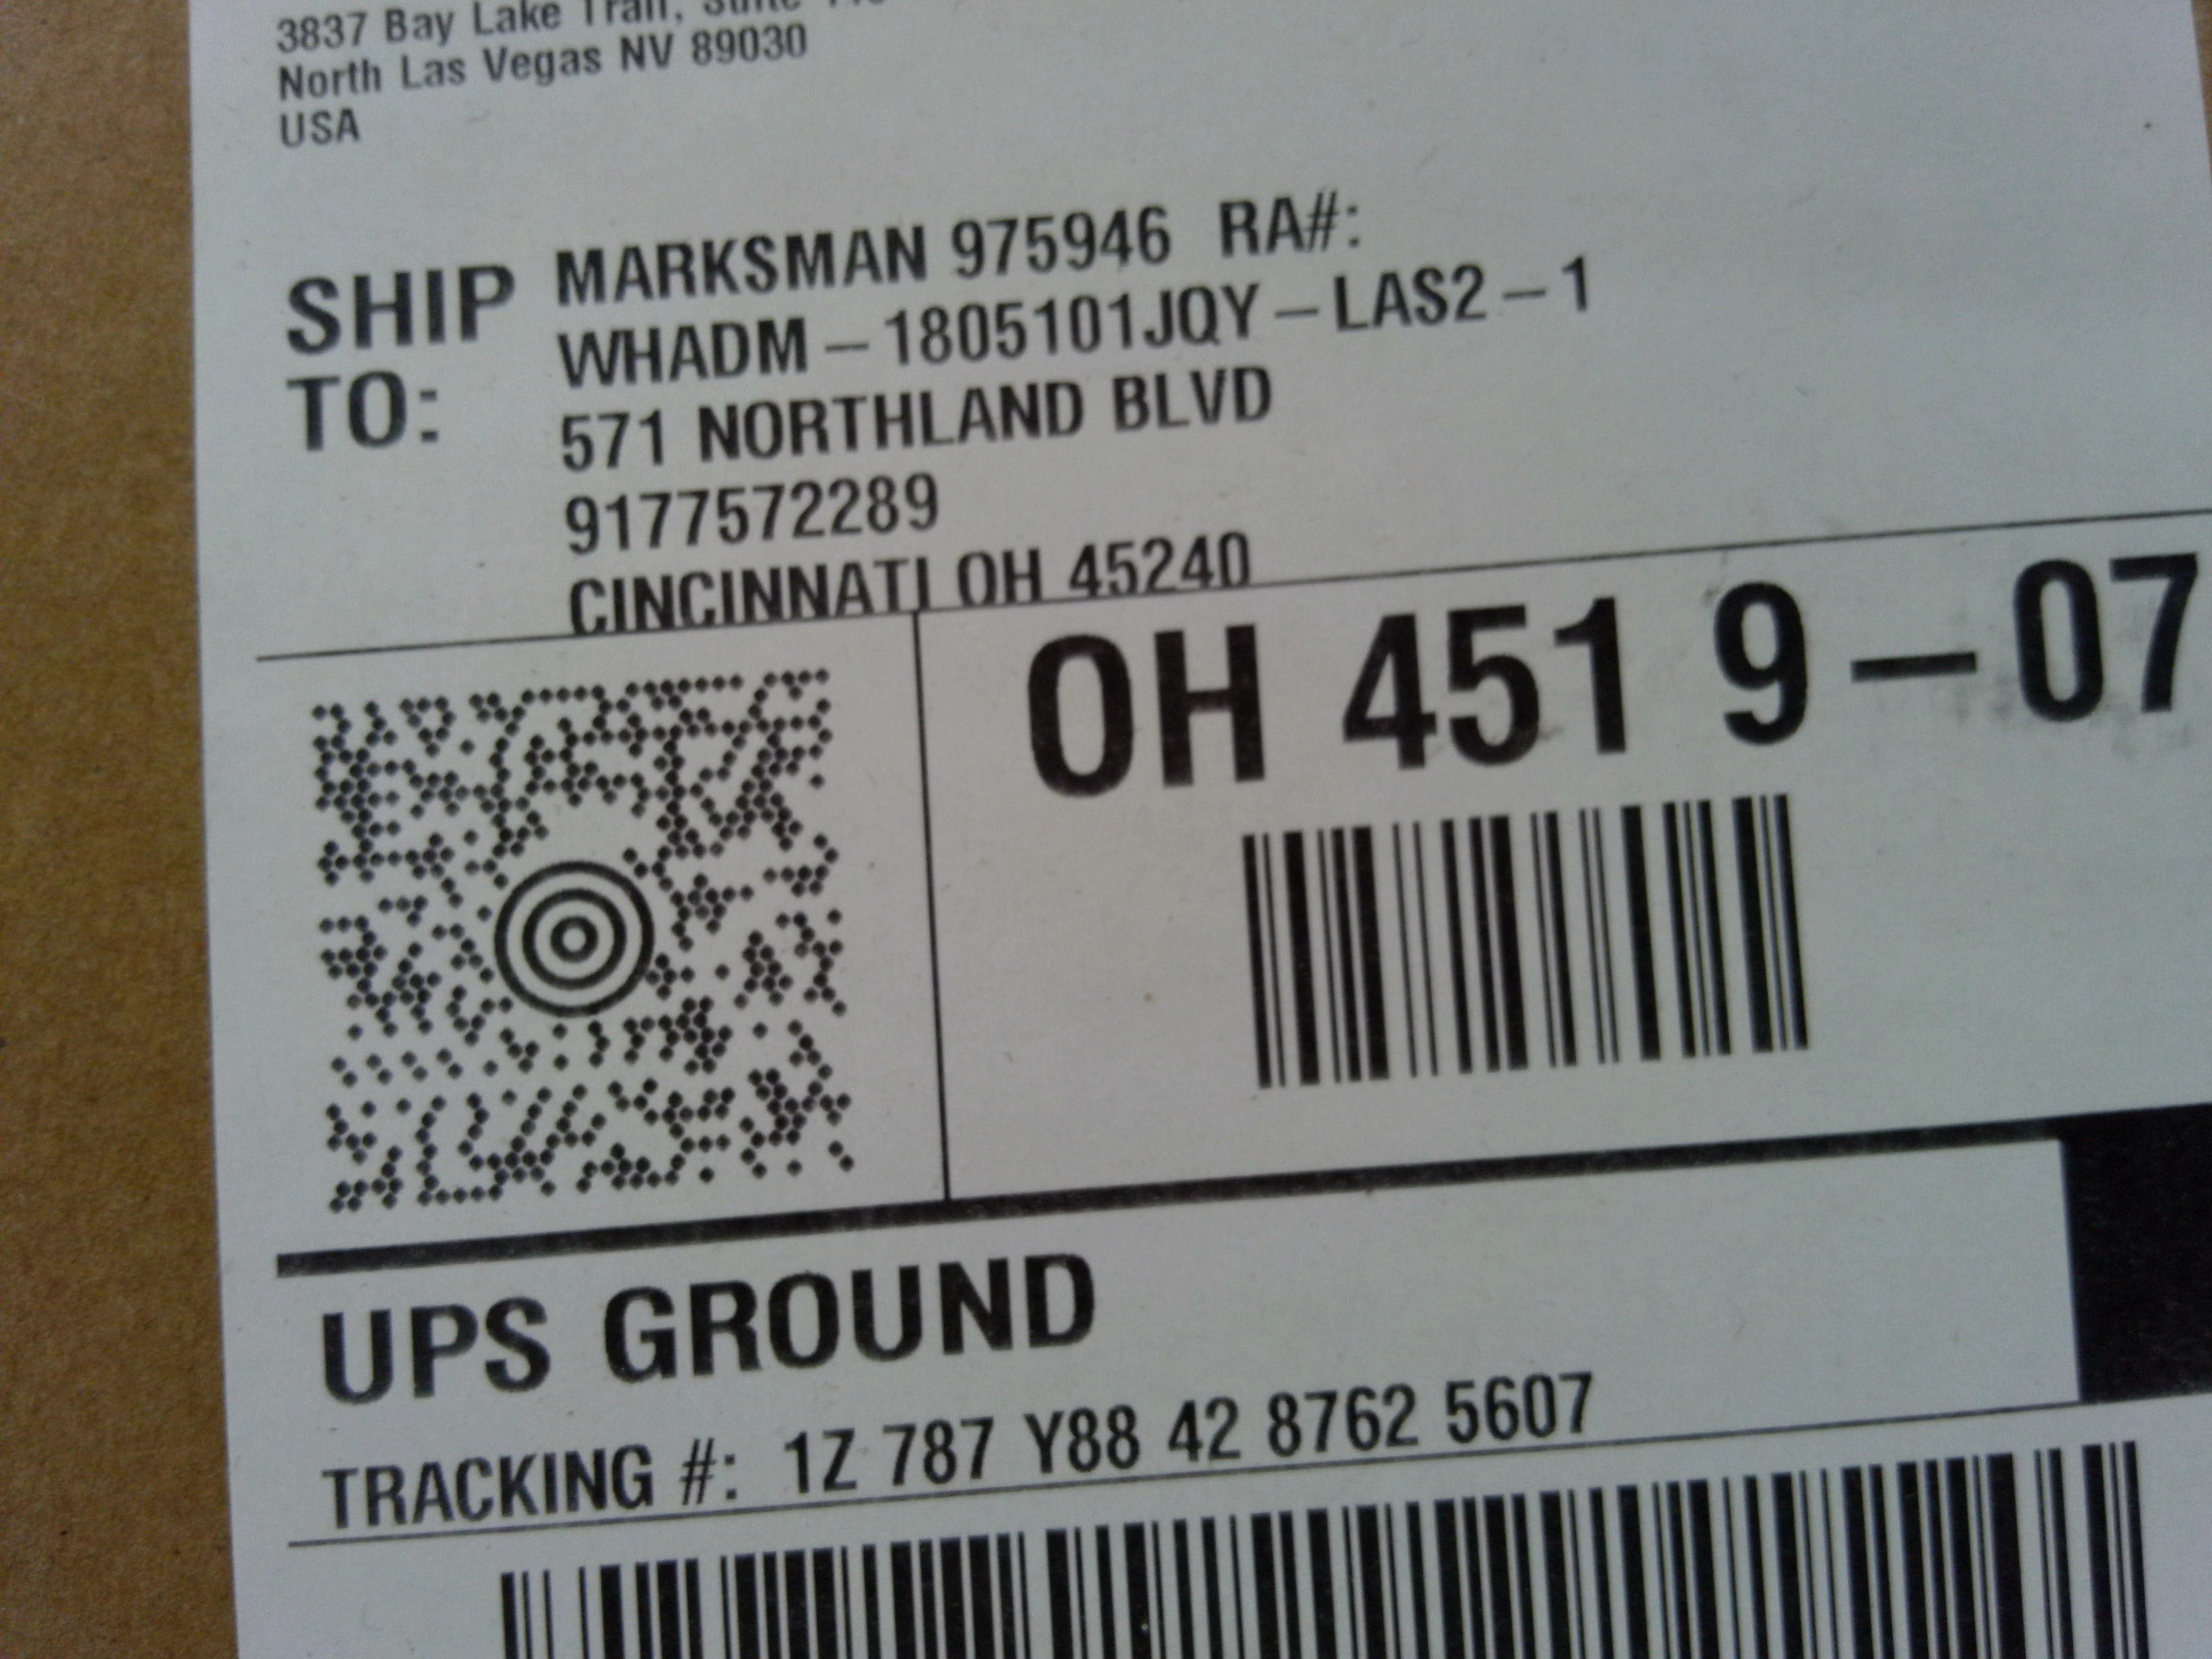 3837 Bay Lake Trail, Suite
North Las Vegas NV 89030
USA
SHIP TO:
MARKSMAN 975946 RA#:
WHADM-1805101JQY-LAS2-1
571 NORTHLAND BLVD
9177572289
CINCINNATI OH 45240
OH 451 9-07
UPS GROUND
TRACKING #: 1Z 787 Y88 42 8762 5607